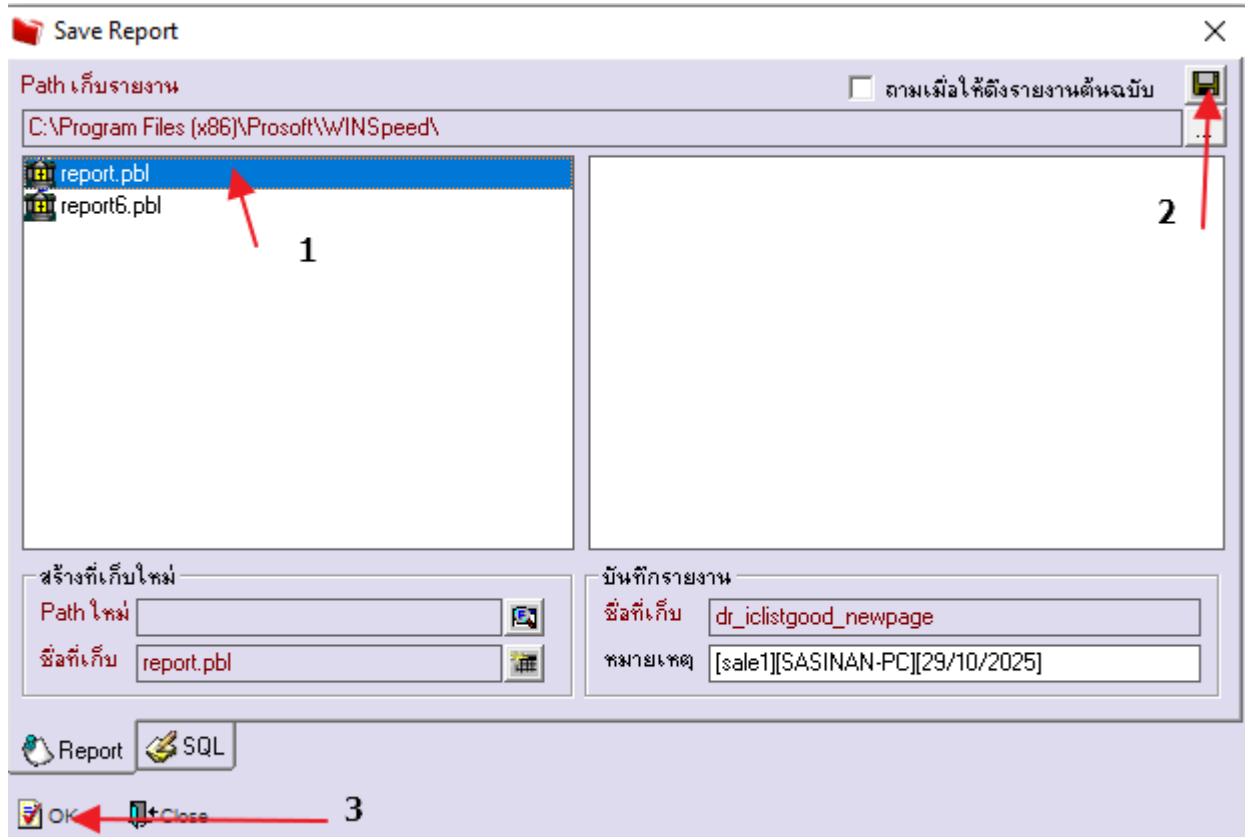 Save Report
Path เก็บรายงาน
ถามเมื่อให้ดึงรายงานต้นฉบับ
C:\Program Files (x86)\Prosoft\WINSpeed\
...
report.pbl
report6.pbl
1
2
สร้างที่เก็บใหม่
Path ใหม่
ชื่อที่เก็บ report.pbl
บันทึกรายงาน
ชื่อที่เก็บ dr_iclistgood_newpage
หมายเหตุ [sale1][SASINAN-PC][29/10/2025]
Report SQL
OK Close 3